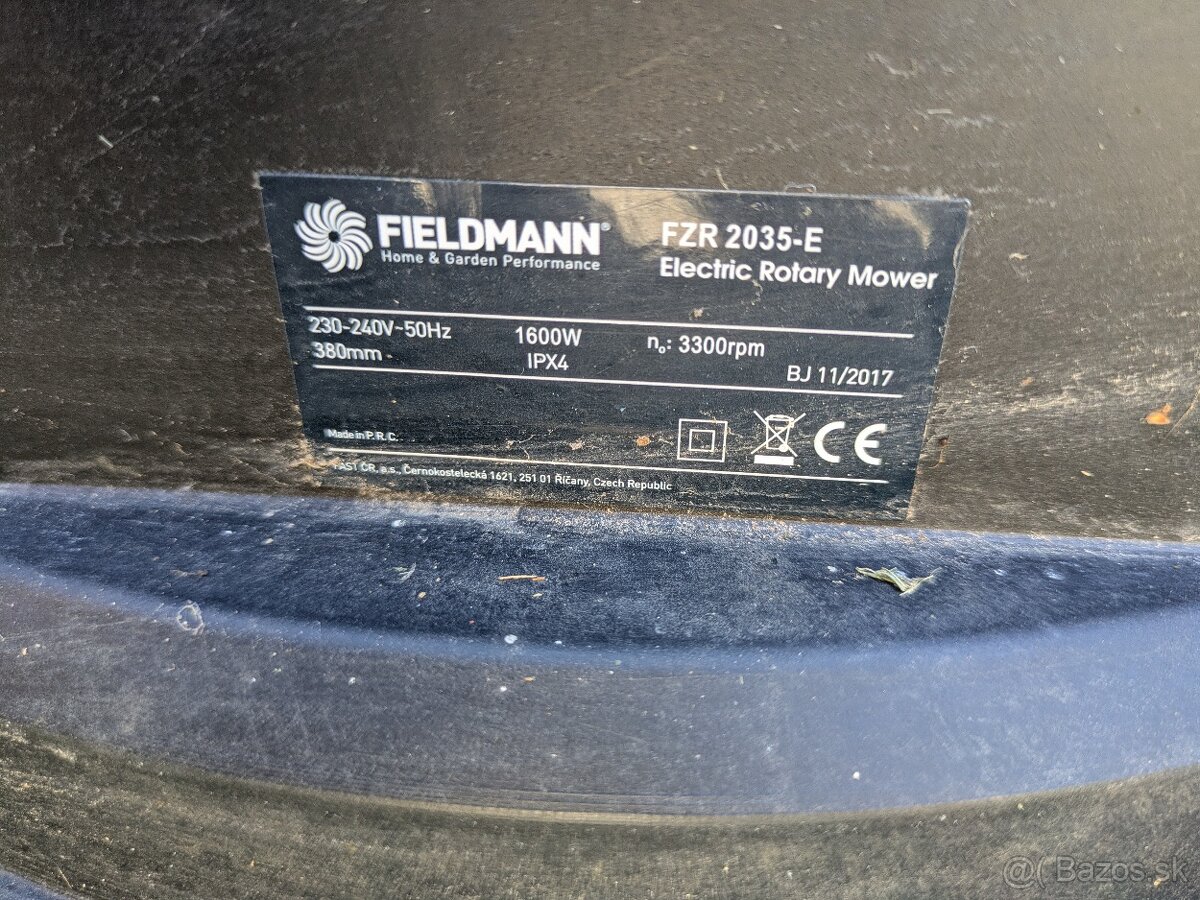 FIELDMANN®
Home & Garden Performance
FZR 2035-E
Electric Rotary Mower
230-240V~50Hz 1600W n₀: 3300rpm
380mm IPX4 BJ 11/2017
Made in P. R. C.
CE
FAST ČR, a.s., Černokostelecká 1621, 251 01 Říčany, Czech Republic
@( Bazos.sk